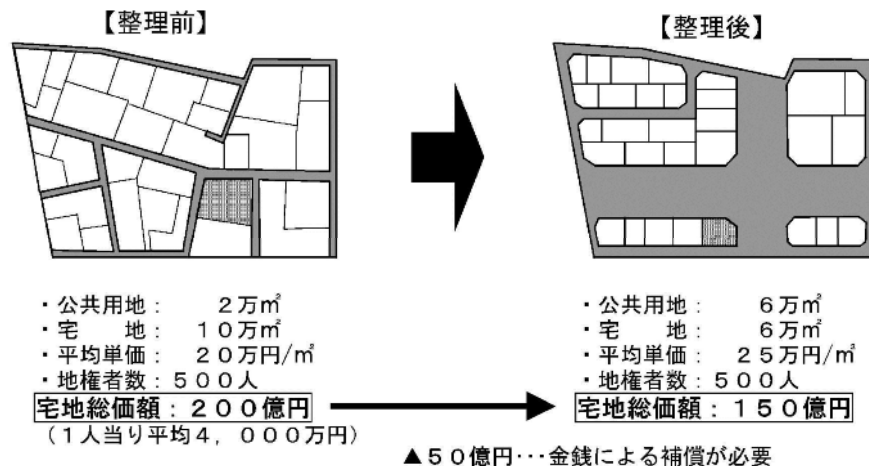 【整理前】
・公共用地： ２万㎡
・宅　地： １０万㎡
・平均単価： ２０万円/㎡
・地権者数：５００人
宅地総価額：２００億円
（１人当り平均４，０００万円）
【整理後】
・公共用地： ６万㎡
・宅　地： ６万㎡
・平均単価： ２５万円/㎡
・地権者数：５００人
宅地総価額：１５０億円
▲５０億円･･･金銭による補償が必要